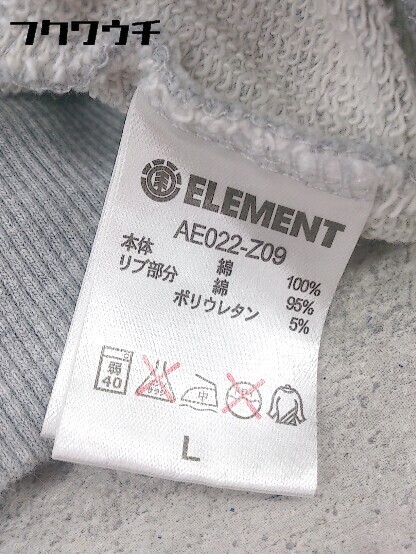 フクワウチ
ELEMENT
AE022-Z09
本体 綿 100%
リブ部分 綿 95%
ポリウレタン 5%
弱
40
中
L